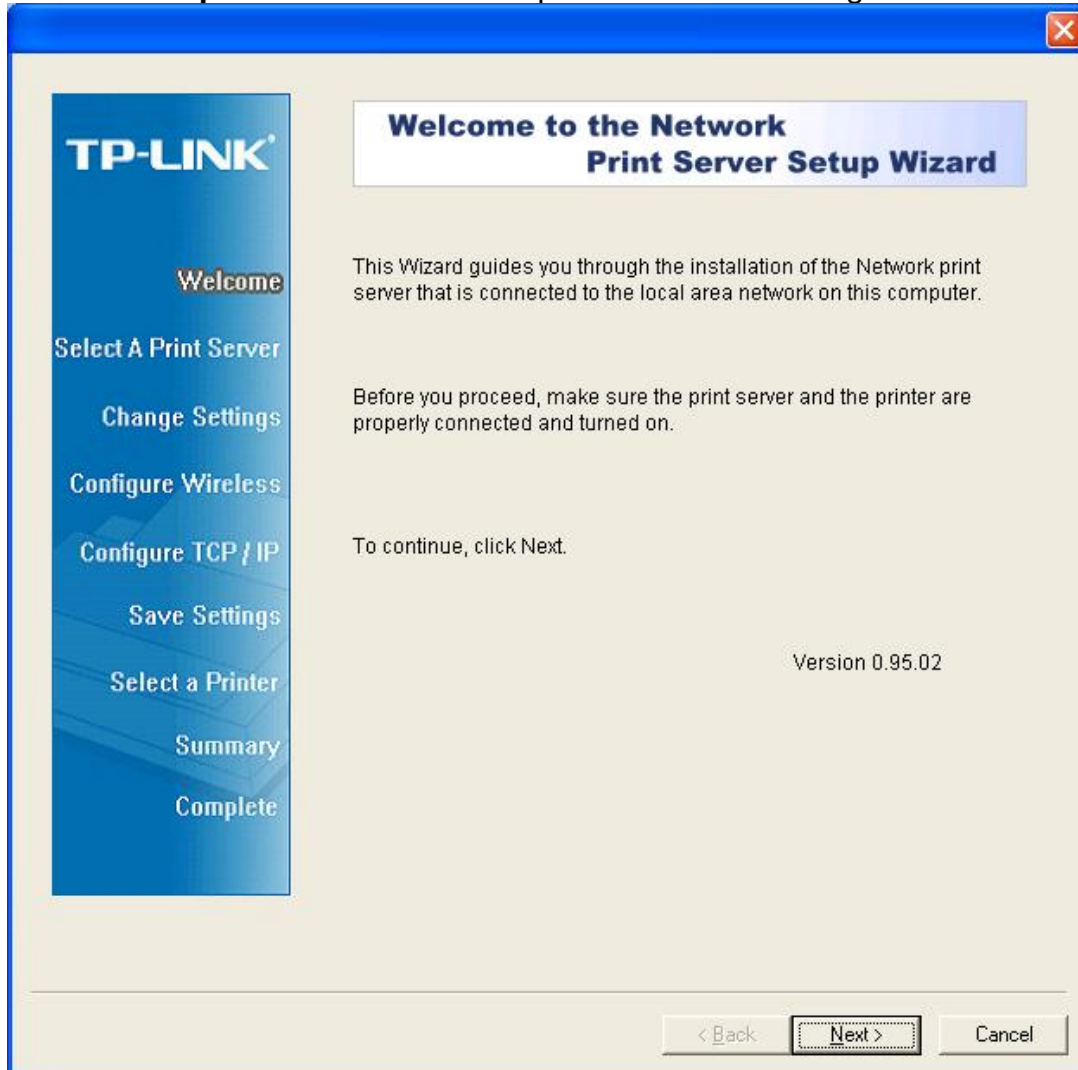 TP-LINK
Welcome to the Network
Print Server Setup Wizard
Welcome
Select A Print Server
Change Settings
Configure Wireless
Configure TCP / IP
Save Settings
Select a Printer
Summary
Complete
This Wizard guides you through the installation of the Network print
server that is connected to the local area network on this computer.
Before you proceed, make sure the print server and the printer are
properly connected and turned on.
To continue, click Next.
Version 0.95.02
< Back
Next >
Cancel